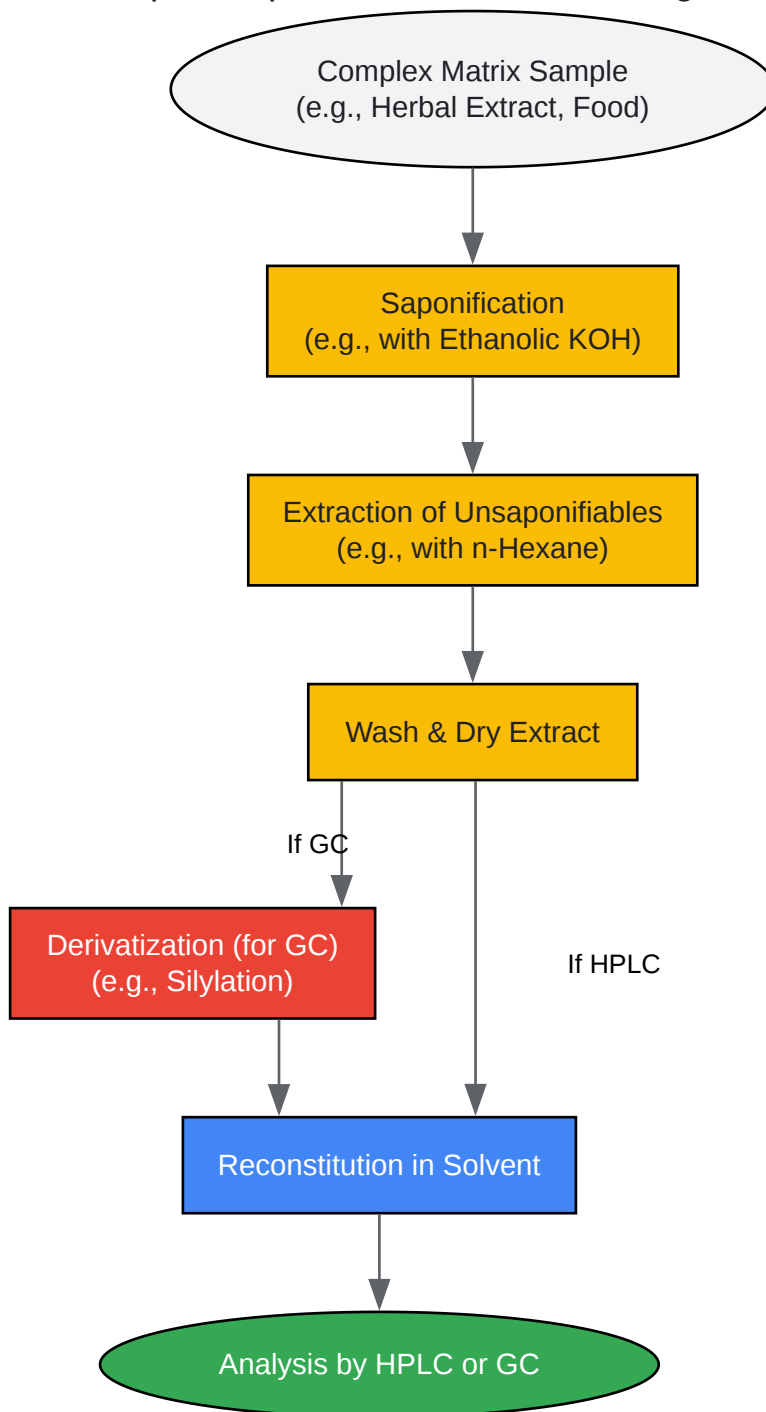 Complex Matrix Sample
(e.g., Herbal Extract, Food)
Saponification
(e.g., with Ethanolic KOH)
Extraction of Unsaponifiables
(e.g., with n-Hexane)
Wash & Dry Extract
If GC
Derivatization (for GC)
(e.g., Silylation)
If HPLC
Reconstitution in Solvent
Analysis by HPLC or GC